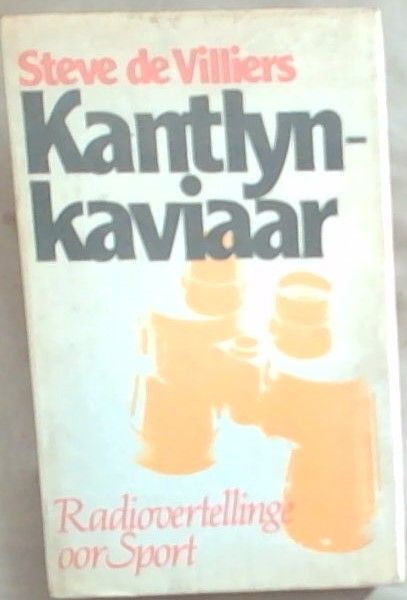 Steve de Villiers
Kantlyn-
kaviaar
Radiovertellinge
oor Sport